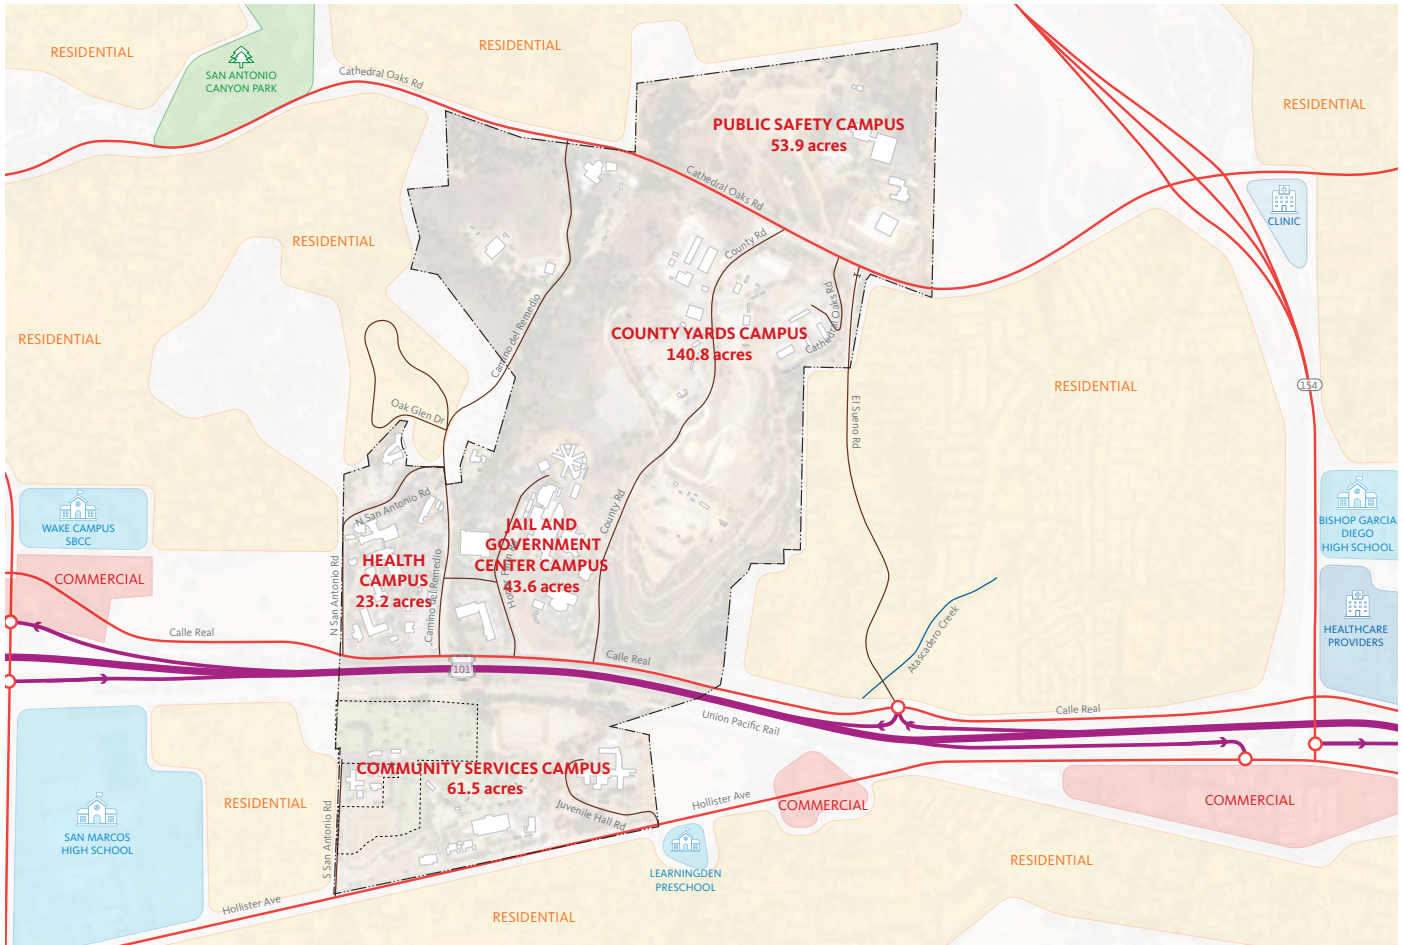 RESIDENTIAL
SAN ANTONIO
CANYON PARK
RESIDENTIAL
Cathedral Oaks Rd
PUBLIC SAFETY CAMPUS
53.9 acres
RESIDENTIAL
Cathedral Oaks Rd
CLINIC
RESIDENTIAL
County Rd
Camino del Remedio
Cathedral Oaks Rd
COUNTY YARDS CAMPUS
140.8 acres
RESIDENTIAL
RESIDENTIAL
154
Oak Glen Dr
El Sueno Rd
WAKE CAMPUS
SBCC
N San Antonio Rd
County Rd
JAIL AND
GOVERNMENT
CENTER CAMPUS
43.6 acres
BISHOP GARCIA
DIEGO
HIGH SCHOOL
COMMERCIAL
N San Antonio Rd
HEALTH
CAMPUS
23.2 acres
Camino del Remedio
HEALTHCARE
PROVIDERS
Atascadero Creek
Calle Real
101
Calle Real
Calle Real
Union Pacific Rail
COMMUNITY SERVICES CAMPUS
61.5 acres
RESIDENTIAL
S San Antonio Rd
Juvenile Hall Rd
Hollister Ave
COMMERCIAL
COMMERCIAL
SAN MARCOS
HIGH SCHOOL
LEARNINGDEN
PRESCHOOL
RESIDENTIAL
Hollister Ave
RESIDENTIAL